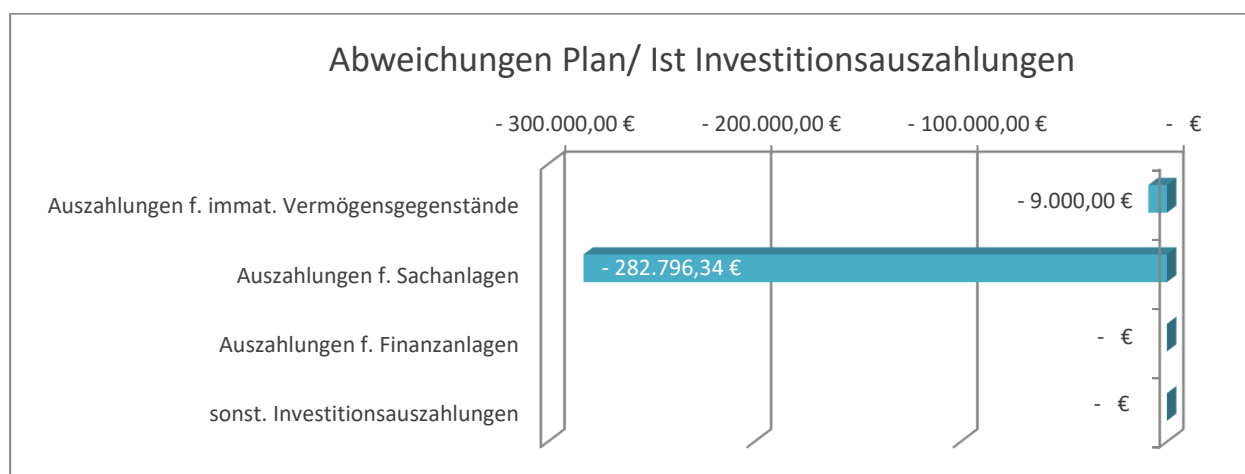 Abweichungen Plan/ Ist Investitionsauszahlungen
- 300.000,00 € - 200.000,00 € - 100.000,00 € - €
Auszahlungen f. immat. Vermögensgegenstände - 9.000,00 €
Auszahlungen f. Sachanlagen - 282.796,34 €
Auszahlungen f. Finanzanlagen - €
sonst. Investitionsauszahlungen - €